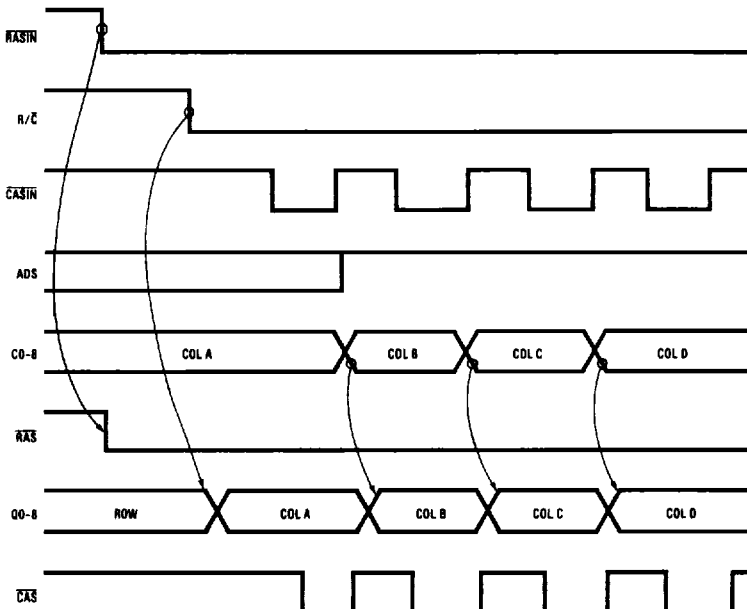 RASIN
R/C
CASIN
ADS
C0-8 COL A COL B COL C COL D
RAS
Q0-8 ROW COL A COL B COL C COL D
CAS